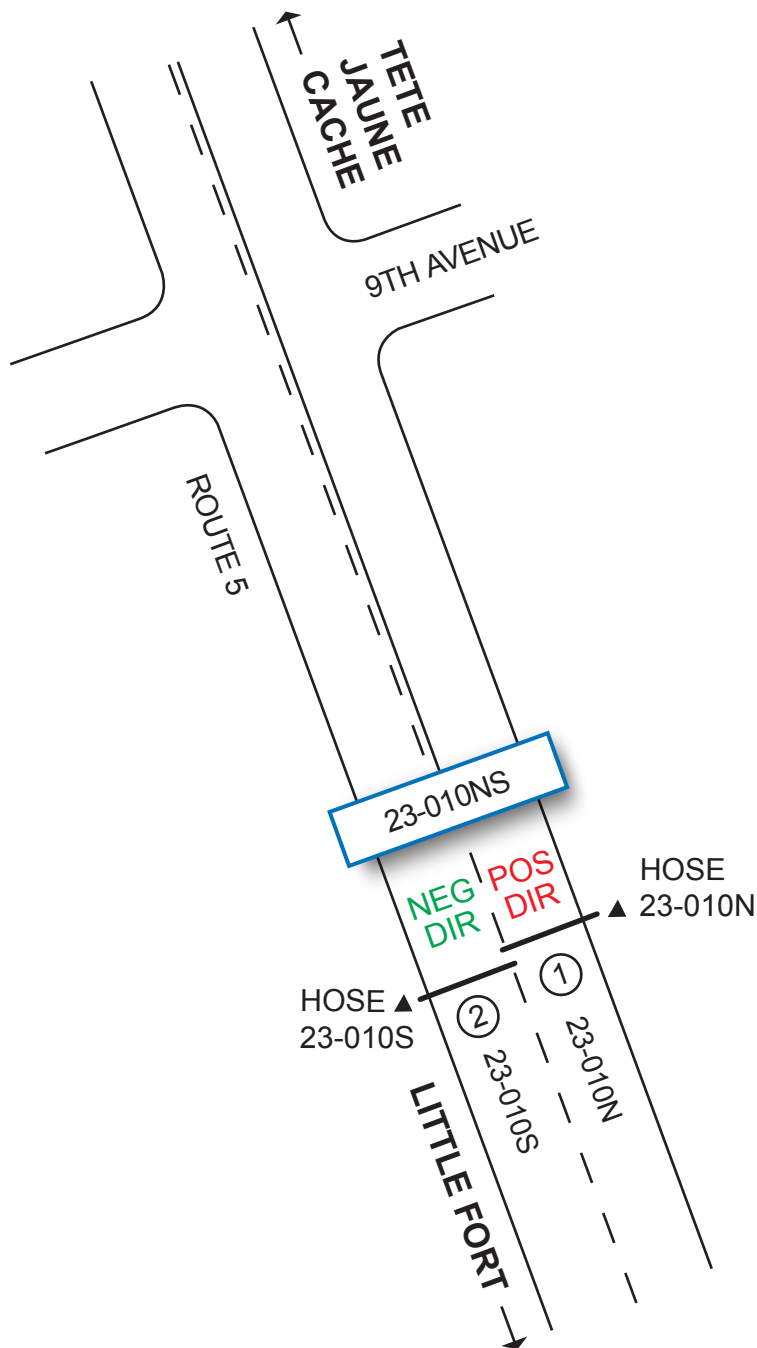 TETE
JAUNE
CACHE
9TH AVENUE
ROUTE 5
23-010NS
NEG
DIR
POS
DIR
HOSE
23-010N
HOSE
23-010S
1
2
23-010N
23-010S
LITTLE FORT